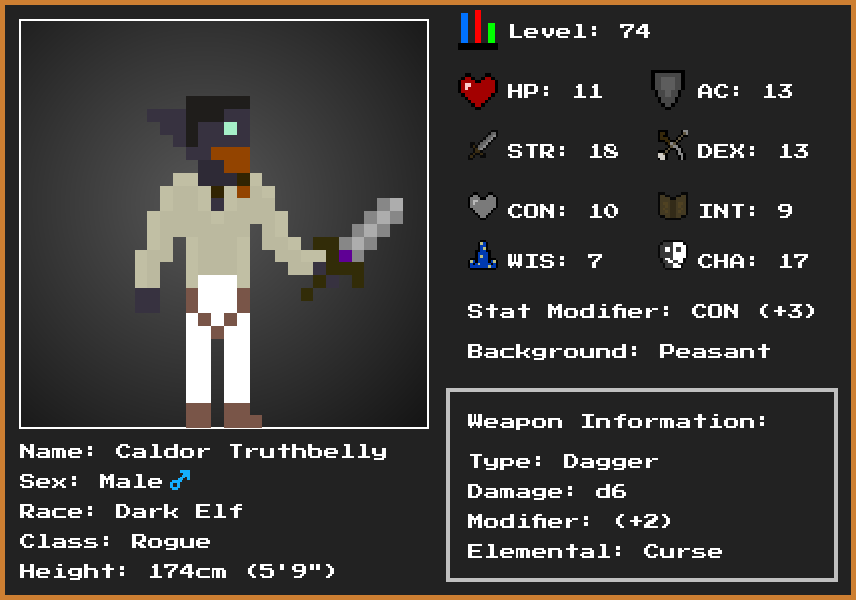 Level: 74
HP: 11 AC: 13
STR: 18 DEX: 13
CON: 10 INT: 9
WIS: 7 CHA: 17
Stat Modifier: CON (+3)
Background: Peasant
Weapon Information:
Type: Dagger
Damage: d6
Modifier: (+2)
Elemental: Curse
Name: Caldor Truthbelly
Sex: Male♂
Race: Dark Elf
Class: Rogue
Height: 174cm (5'9")